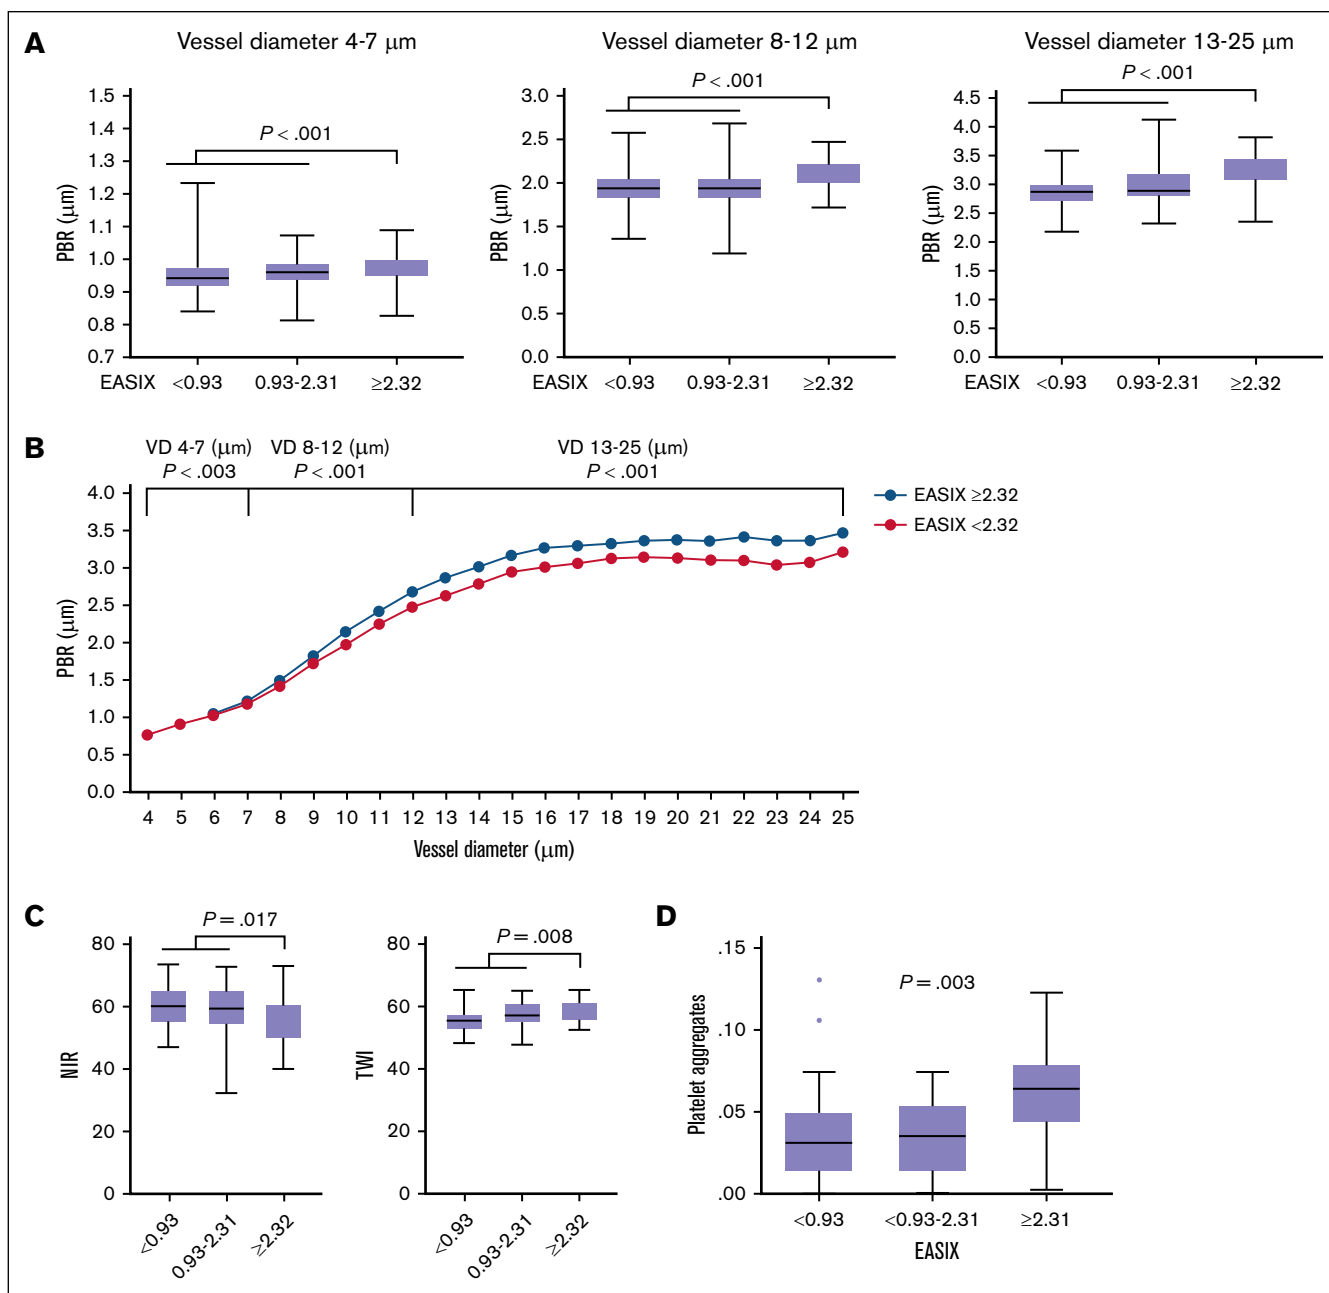 A
Vessel diameter 4-7 μm
Vessel diameter 8-12 μm
Vessel diameter 13-25 μm
P < .001
P < .001
P < .001
PBR (μm)
1.5
1.4
1.3
1.2
1.1
1.0
0.9
0.8
0.7
EASIX <0.93 0.93-2.31 ≥2.32
PBR (μm)
3.0
2.5
2.0
1.5
1.0
0.5
0.0
EASIX <0.93 0.93-2.31 ≥2.32
PBR (μm)
4.5
4.0
3.5
3.0
2.5
2.0
1.5
1.0
0.5
0.0
EASIX <0.93 0.93-2.31 ≥2.32
B
VD 4-7 (μm)
P < .003
VD 8-12 (μm)
P < .001
VD 13-25 (μm)
P < .001
EASIX ≥2.32
EASIX <2.32
PBR (μm)
4.0
3.5
3.0
2.5
2.0
1.5
1.0
0.5
0.0
4 5 6 7 8 9 10 11 12 13 14 15 16 17 18 19 20 21 22 23 24 25
Vessel diameter (μm)
C
P = .017
NIR
80
60
40
20
0
<0.93 0.93-2.31 ≥2.32
P = .008
TWI
80
60
40
20
0
<0.93 0.93-2.31 ≥2.32
D
P = .003
Platelet aggregates
.15
.10
.05
.00
<0.93 <0.93-2.31 ≥2.31
EASIX